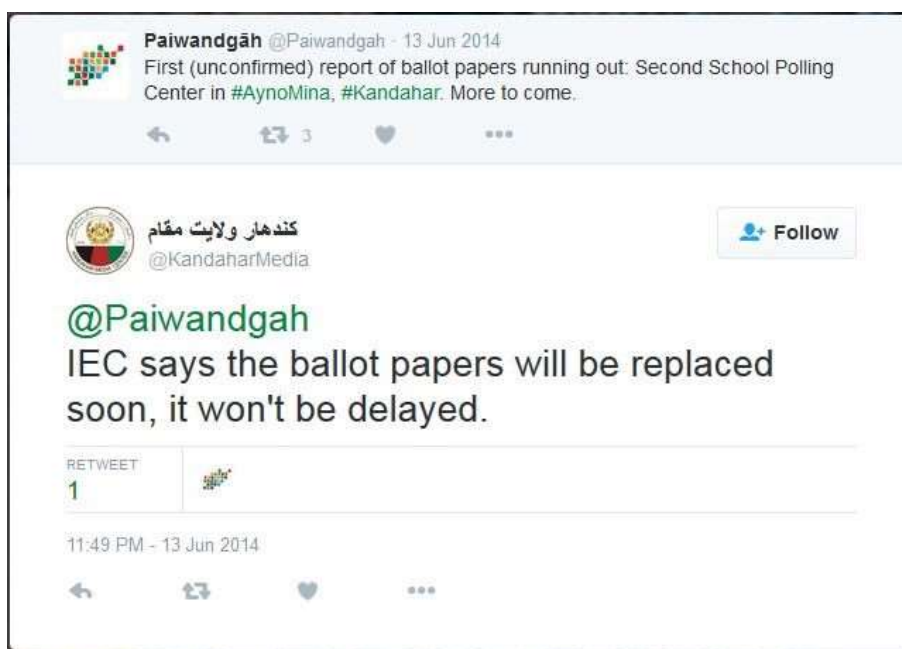 Paiwandgāh @Paiwandgah · 13 Jun 2014
First (unconfirmed) report of ballot papers running out: Second School Polling
Center in #AynoMina, #Kandahar. More to come.
3
کندهار ولايت مقام
@KandaharMedia
Follow
@Paiwandgah
IEC says the ballot papers will be replaced
soon, it won't be delayed.
RETWEET
1
11:49 PM - 13 Jun 2014